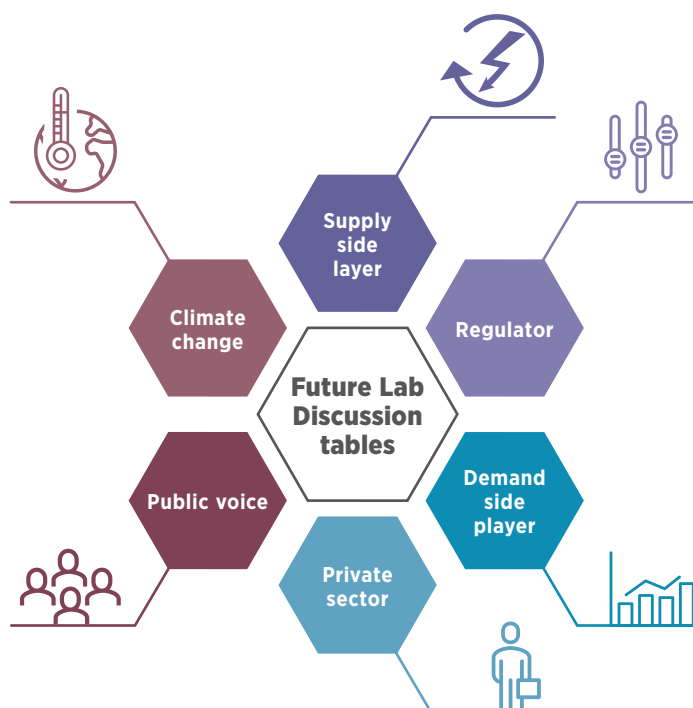 Supply
side
layer
Climate
change
Regulator
Future Lab
Discussion
tables
Public voice
Demand
side
player
Private
sector